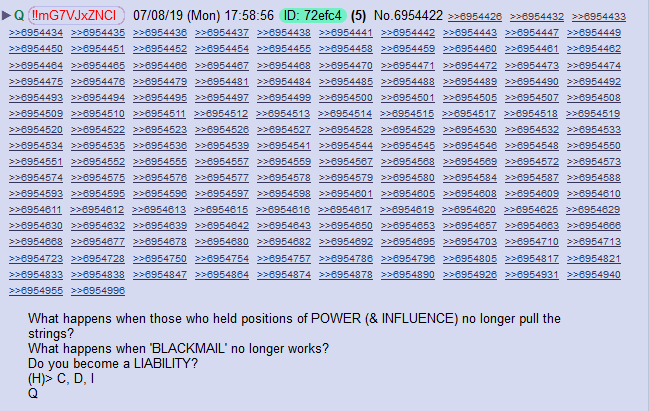 ▶ Q !!mG7VJxZNCI 07/08/19 (Mon) 17:58:56 ID: 72efc4 (5) No.6954422 >>6954426 >>6954432 >>6954433
>>6954434 >>6954435 >>6954436 >>6954437 >>6954438 >>6954441 >>6954442 >>6954443 >>6954447 >>6954449
>>6954450 >>6954451 >>6954452 >>6954454 >>6954457 >>6954458 >>6954459 >>6954460 >>6954461 >>6954462
>>6954464 >>6954465 >>6954466 >>6954467 >>6954468 >>6954470 >>6954471 >>6954472 >>6954473 >>6954474
>>6954475 >>6954476 >>6954479 >>6954481 >>6954484 >>6954485 >>6954488 >>6954489 >>6954490 >>6954492
>>6954493 >>6954494 >>6954495 >>6954497 >>6954499 >>6954500 >>6954501 >>6954505 >>6954507 >>6954508
>>6954509 >>6954510 >>6954511 >>6954512 >>6954513 >>6954514 >>6954515 >>6954517 >>6954518 >>6954519
>>6954520 >>6954522 >>6954523 >>6954526 >>6954527 >>6954528 >>6954529 >>6954530 >>6954532 >>6954533
>>6954534 >>6954535 >>6954536 >>6954539 >>6954541 >>6954544 >>6954545 >>6954546 >>6954548 >>6954550
>>6954551 >>6954552 >>6954555 >>6954557 >>6954559 >>6954560 >>6954567 >>6954568 >>6954569 >>6954572 >>6954573
>>6954574 >>6954575 >>6954576 >>6954577 >>6954578 >>6954579 >>6954580 >>6954584 >>6954587 >>6954588
>>6954593 >>6954594 >>6954596 >>6954597 >>6954598 >>6954601 >>6954605 >>6954608 >>6954609 >>6954610
>>6954611 >>6954612 >>6954613 >>6954615 >>6954616 >>6954617 >>6954619 >>6954620 >>6954625 >>6954629
>>6954630 >>6954632 >>6954639 >>6954642 >>6954643 >>6954650 >>6954653 >>6954657 >>6954663 >>6954666
>>6954668 >>6954677 >>6954678 >>6954680 >>6954682 >>6954692 >>6954695 >>6954703 >>6954710 >>6954713
>>6954723 >>6954728 >>6954750 >>6954754 >>6954757 >>6954786 >>6954796 >>6954805 >>6954817 >>6954821
>>6954833 >>6954838 >>6954847 >>6954864 >>6954874 >>6954878 >>6954890 >>6954926 >>6954931 >>6954940
>>6954955 >>6954996
What happens when those who held positions of POWER (& INFLUENCE) no longer pull the
strings?
What happens when 'BLACKMAIL' no longer works?
Do you become a LIABILITY?
(H)> C, D, I
Q